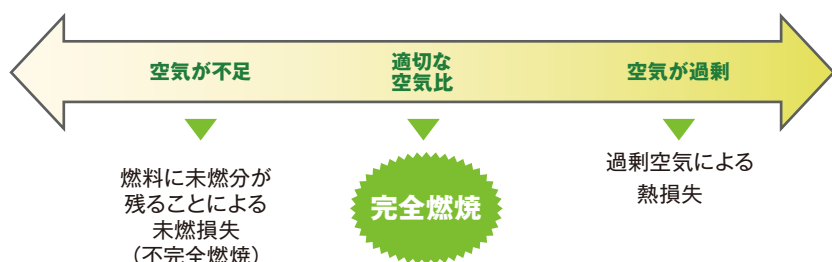 空気が不足
適切な
空気比
空気が過剰
燃料に未燃分が
残ることによる
未燃損失
（不完全燃焼）
完全燃焼
過剰空気による
熱損失